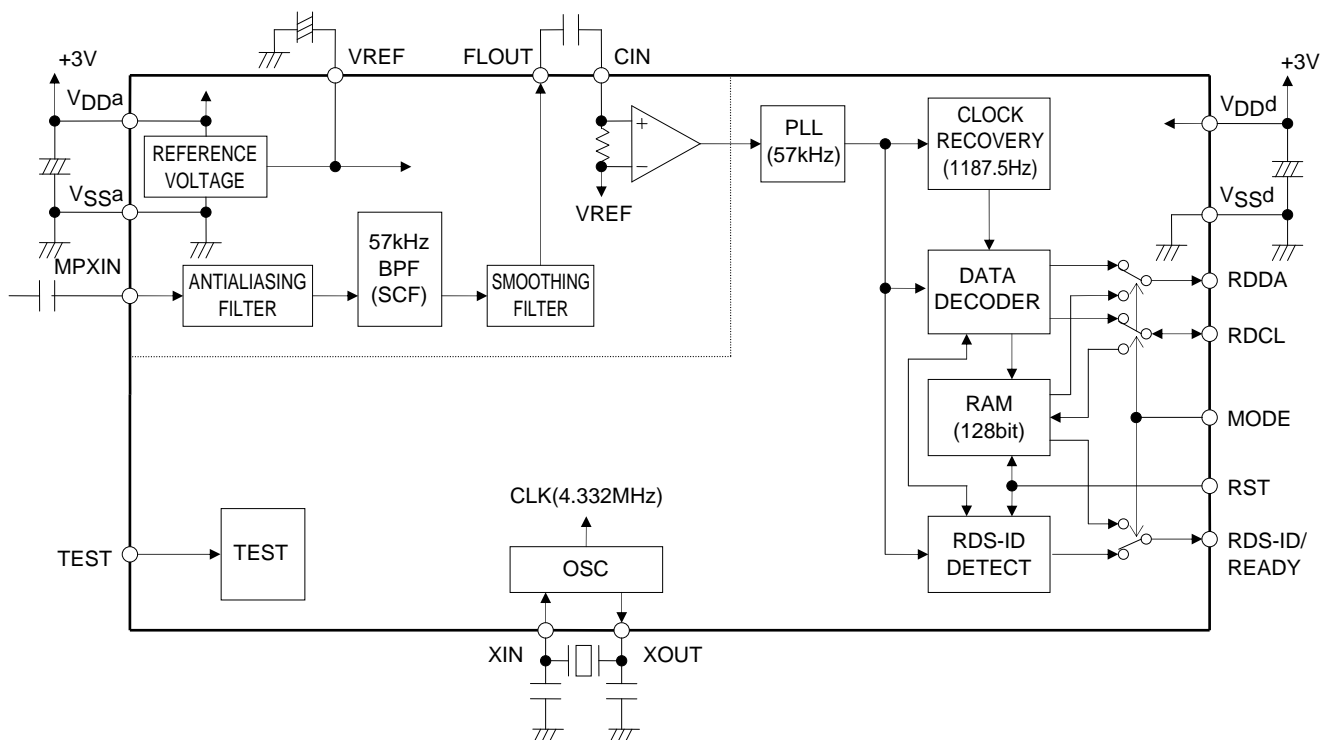 VREF
FLOUT
CIN
+3V
+3V
VDDa
VDDd
REFERENCE
VOLTAGE
+
−
VREF
PLL
(57kHz)
CLOCK
RECOVERY
(1187.5Hz)
VSSa
VSSd
MPXIN
ANTIALIASING
FILTER
57kHz
BPF
(SCF)
SMOOTHING
FILTER
DATA
DECODER
RDDA
RDCL
RAM
(128bit)
MODE
CLK(4.332MHz)
RST
TEST
TEST
OSC
RDS-ID
DETECT
RDS-ID/
READY
XIN
XOUT